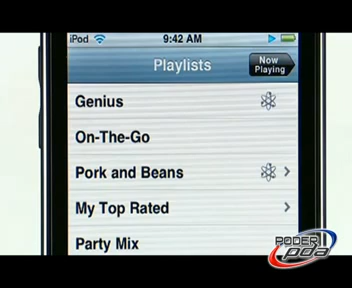 iPod 9:42 AM
Playlists
Now
Playing
Genius
On-The-Go
Pork and Beans
My Top Rated
Party Mix
PODER
pda